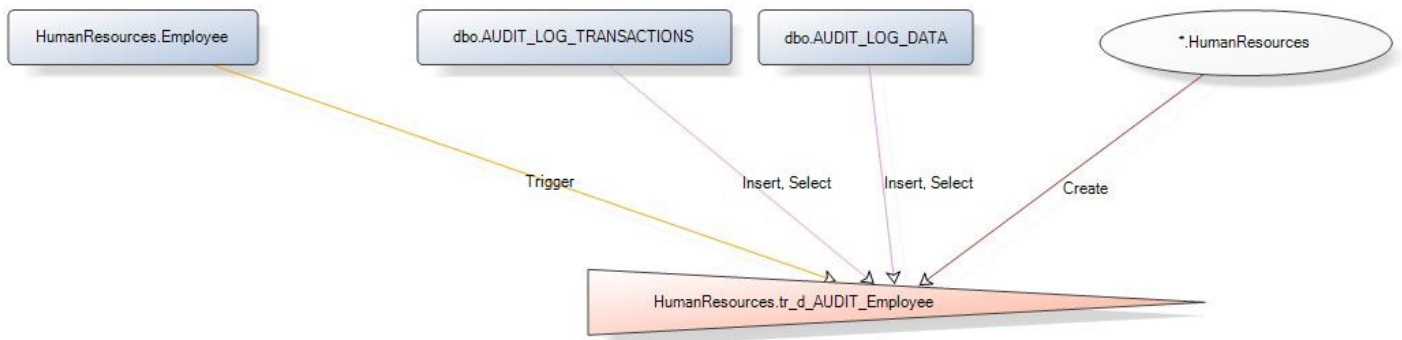 HumanResources.Employee
dbo.AUDIT_LOG_TRANSACTIONS
dbo.AUDIT_LOG_DATA
*.HumanResources
Trigger
Insert, Select
Insert, Select
Create
HumanResources.tr_d_AUDIT_Employee